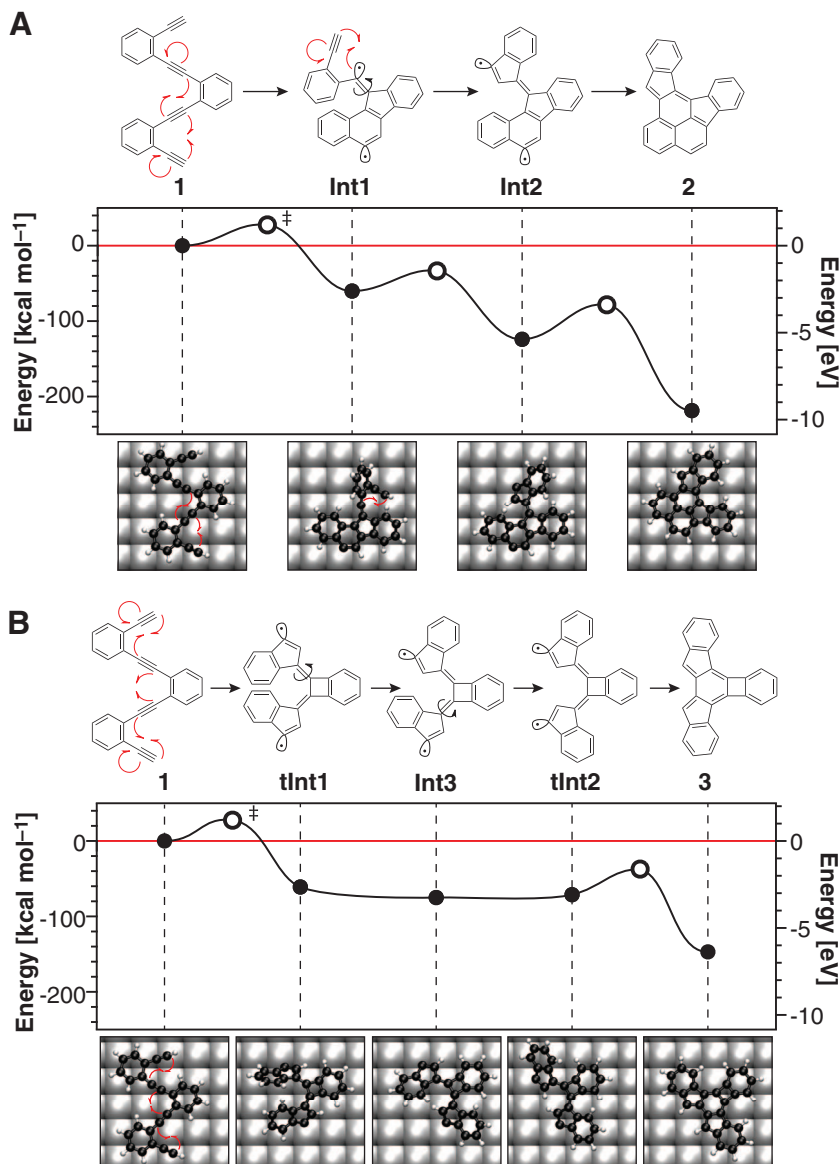 A
1 Int1 Int2 2
‡
Energy [kcal mol⁻¹]
0
-100
-200
Energy [eV]
0
-5
-10
B
1 tInt1 Int3 tInt2 3
‡
Energy [kcal mol⁻¹]
0
-100
-200
Energy [eV]
0
-5
-10